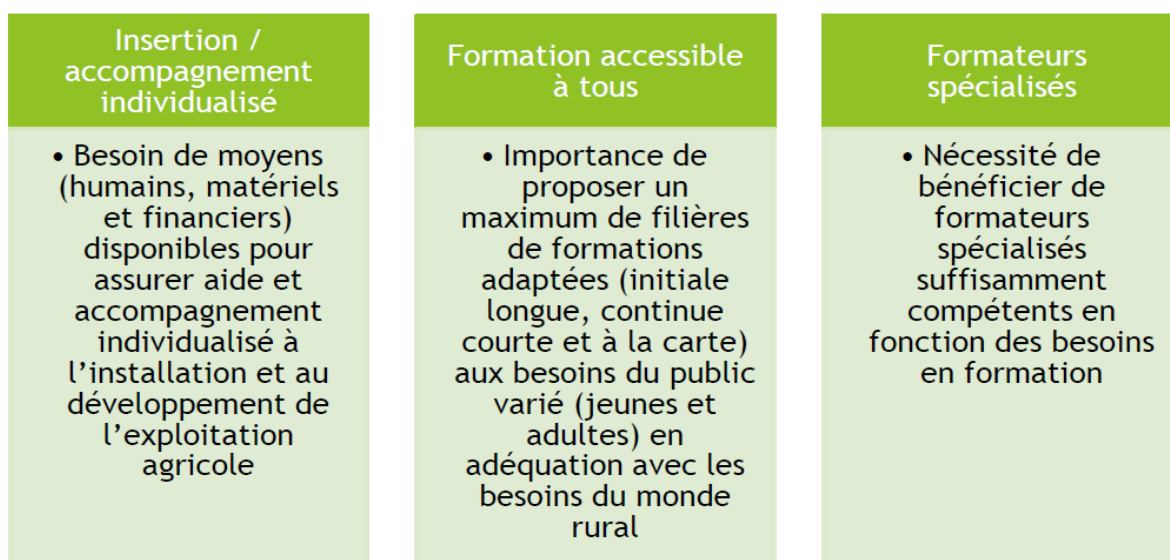 Insertion /
accompagnement
individualisé
• Besoin de moyens
(humains, matériels
et financiers)
disponibles pour
assurer aide et
accompagnement
individualisé à
l’installation et au
développement de
l’exploitation
agricole
Formation accessible
à tous
• Importance de
proposer un
maximum de filières
de formations
adaptées (initiale
longue, continue
courte et à la carte)
aux besoins du public
varié (jeunes et
adultes) en
adéquation avec les
besoins du monde
rural
Formateurs
spécialisés
• Nécessité de
bénéficier de
formateurs
spécialisés
suffisamment
compétents en
fonction des besoins
en formation